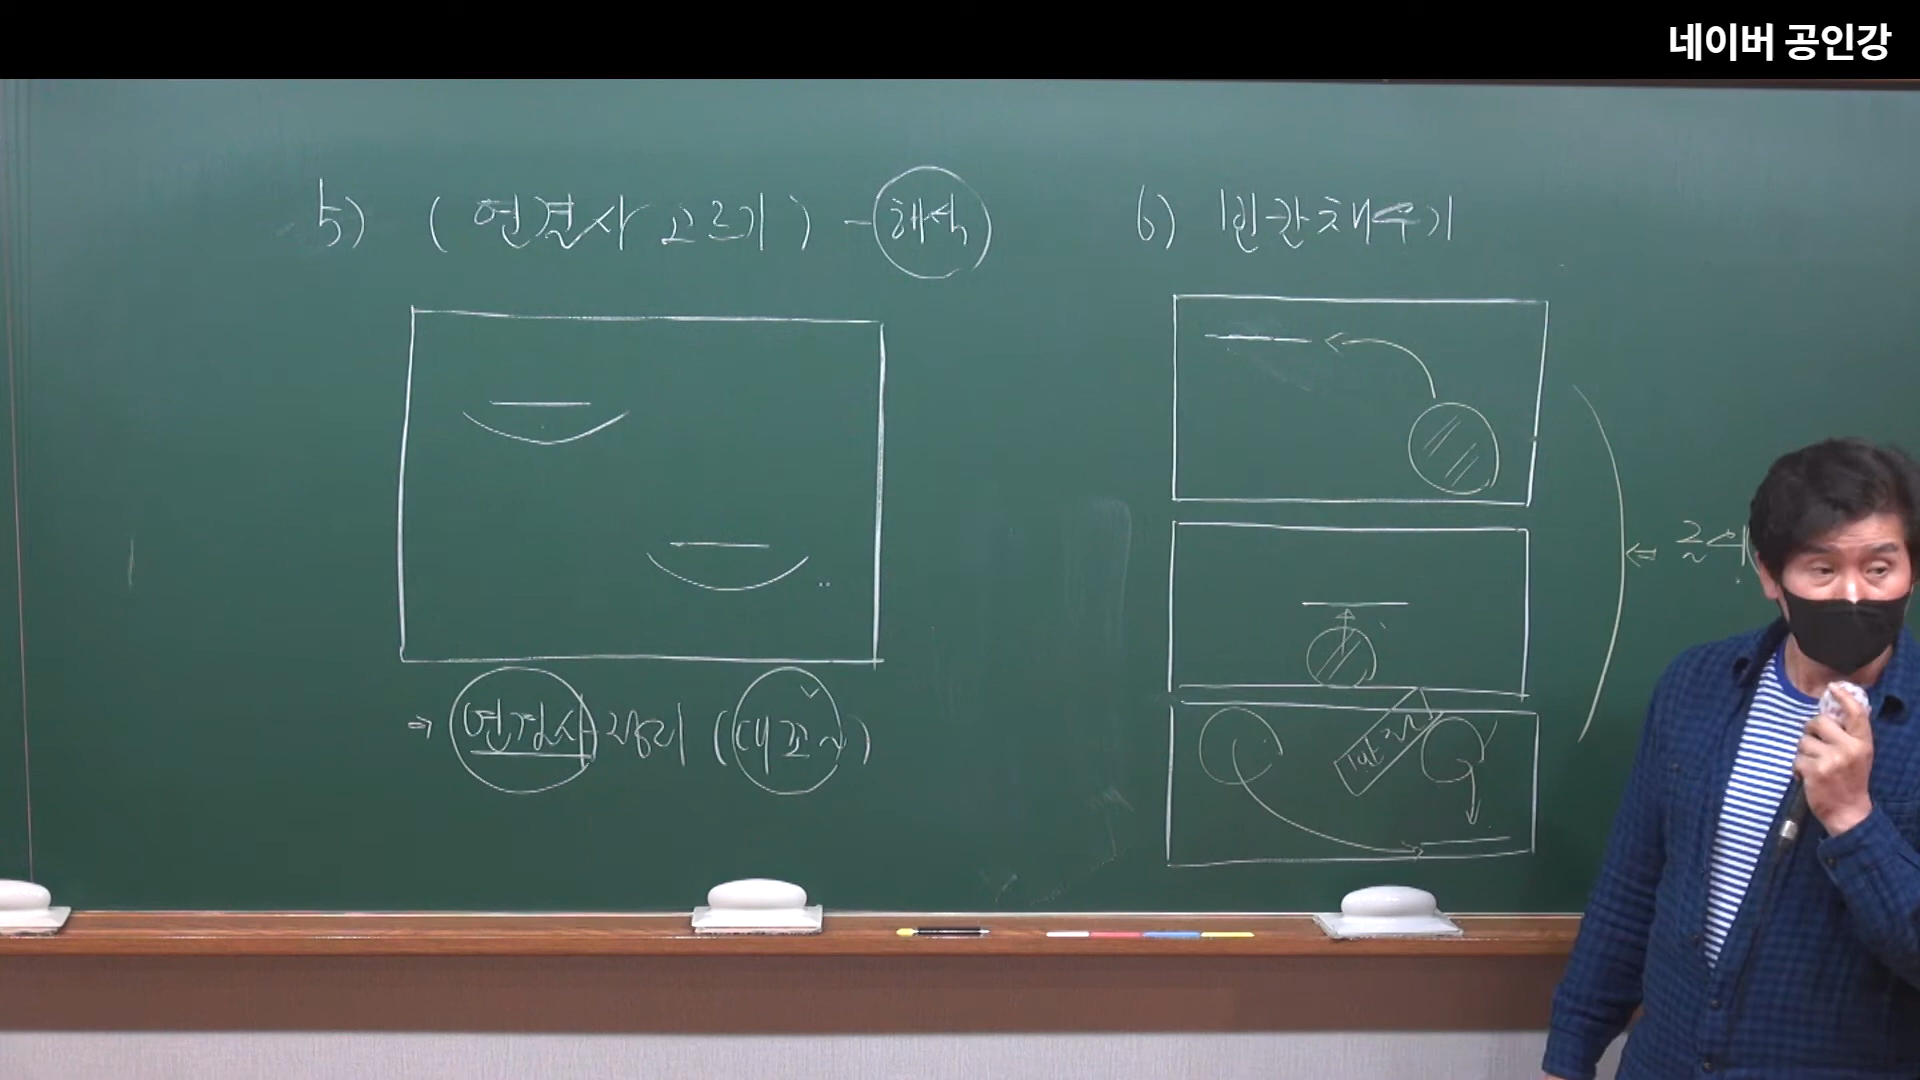 네이버 공인강
5) (연결사 고르기) - 해석
6) 빈칸채우기
⇒ 연결사 정리 (대조~)